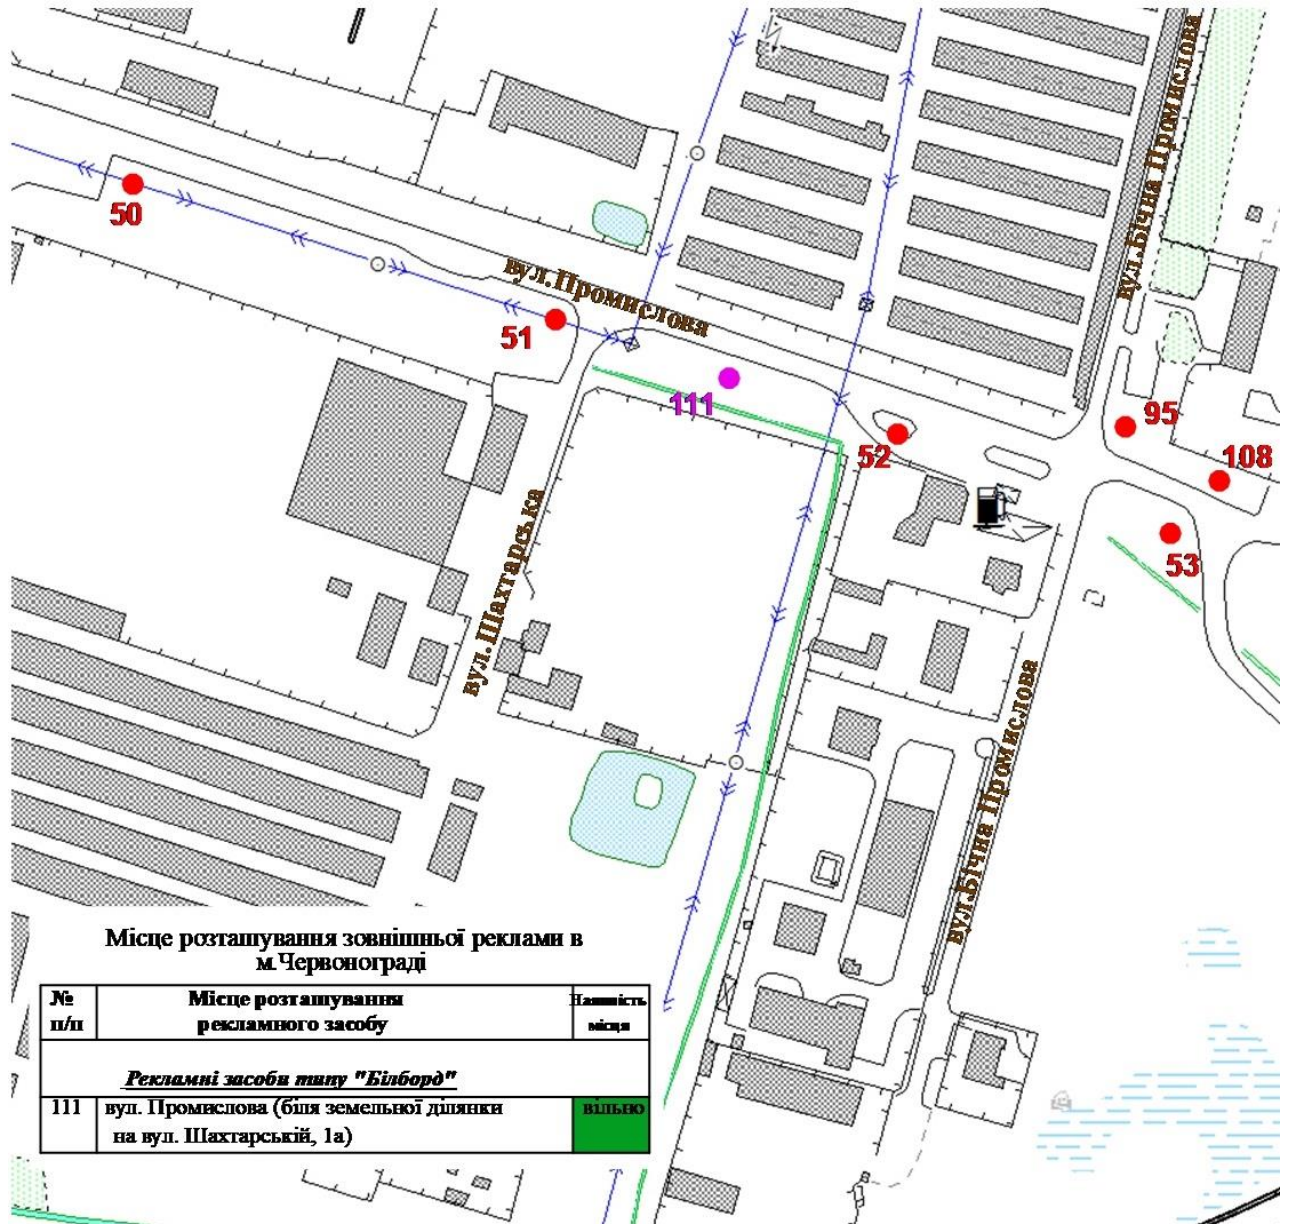 вул.Бічна Промислова
50
вул.Промислова
51
111
52
95
108
53
вул.Шахтарська
вул.Бічна Промислова
Місце розташування зовнішньої реклами в
м.Червонограді
№ п/п
Місце розташування
рекламного засобу
Наявність
місця
Рекламні засоби типу "Білборд"
111 вул. Промислова (біля земельної ділянки вільно
на вул. Шахтарській, 1а)